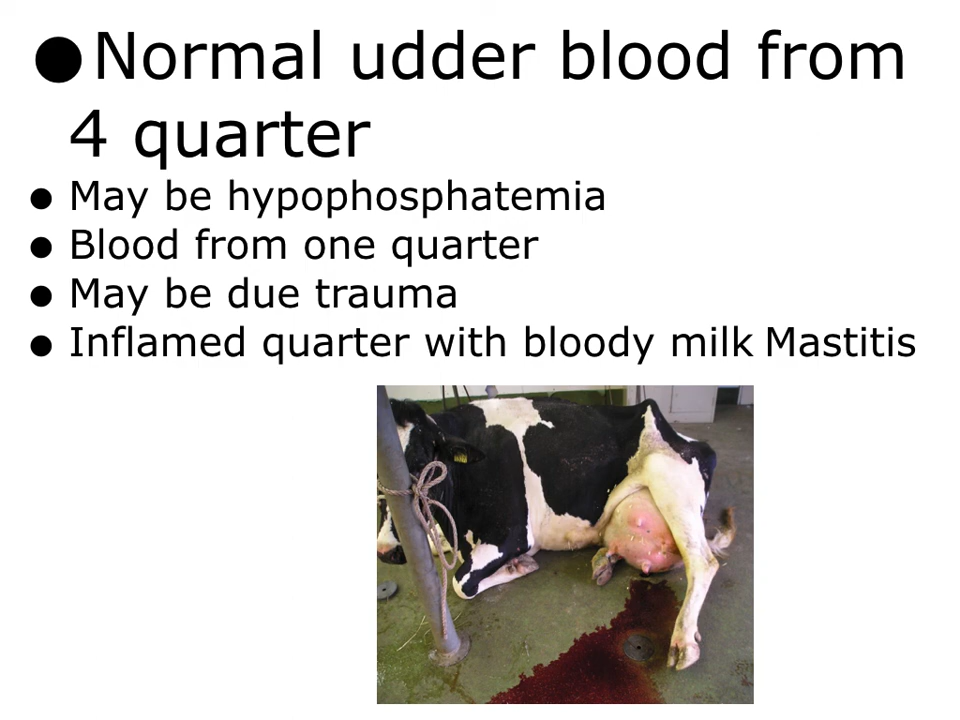 ●Normal udder blood from
4 quarter
● May be hypophosphatemia
● Blood from one quarter
● May be due trauma
● Inflamed quarter with bloody milk Mastitis